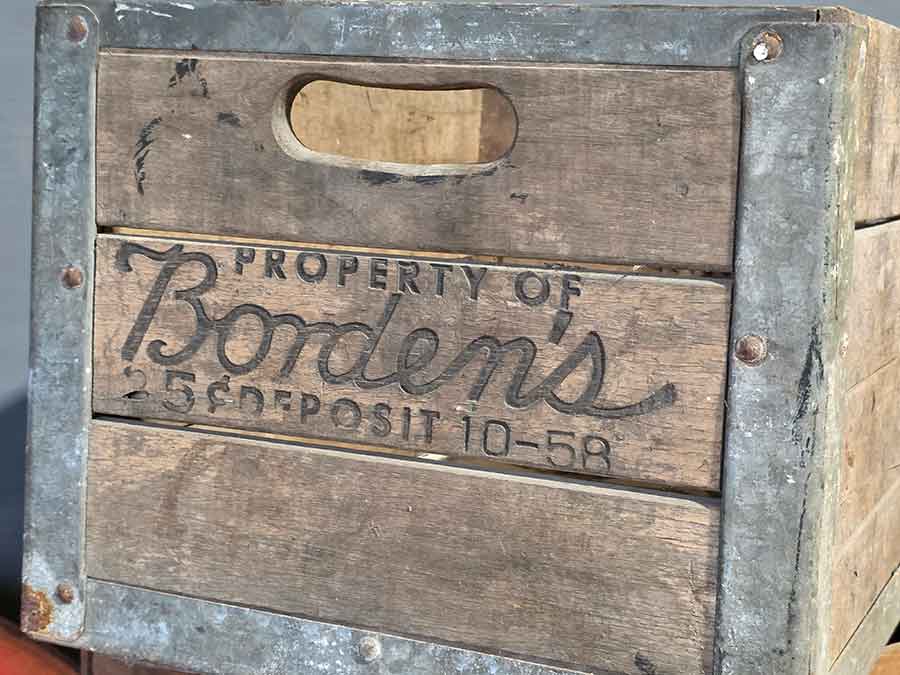 PROPERTY OF
Borden's
25¢ DEPOSIT 10-58